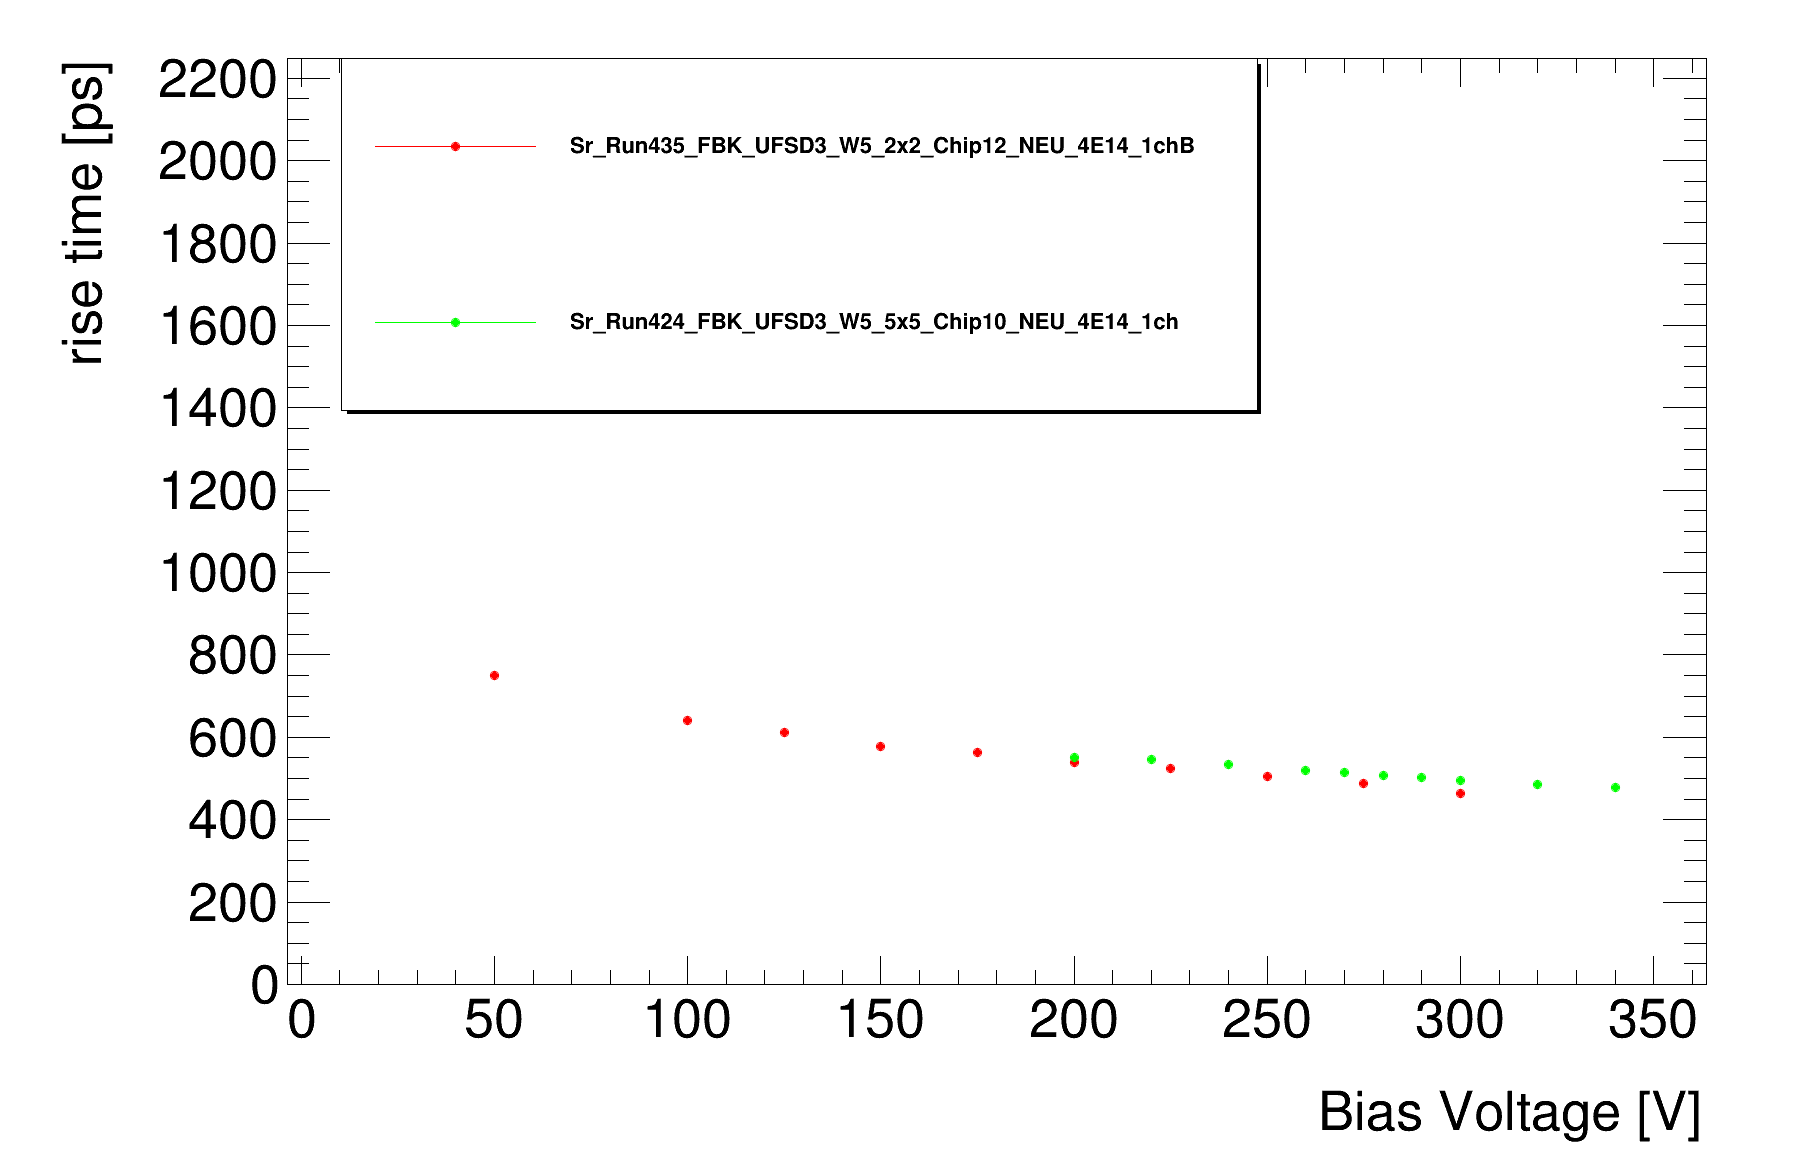 rise time [ps]
2200
2000
1800
1600
1400
1200
1000
800
600
400
200
0
Sr_Run435_FBK_UFSD3_W5_2x2_Chip12_NEU_4E14_1chB
Sr_Run424_FBK_UFSD3_W5_5x5_Chip10_NEU_4E14_1ch
0 50 100 150 200 250 300 350
Bias Voltage [V]